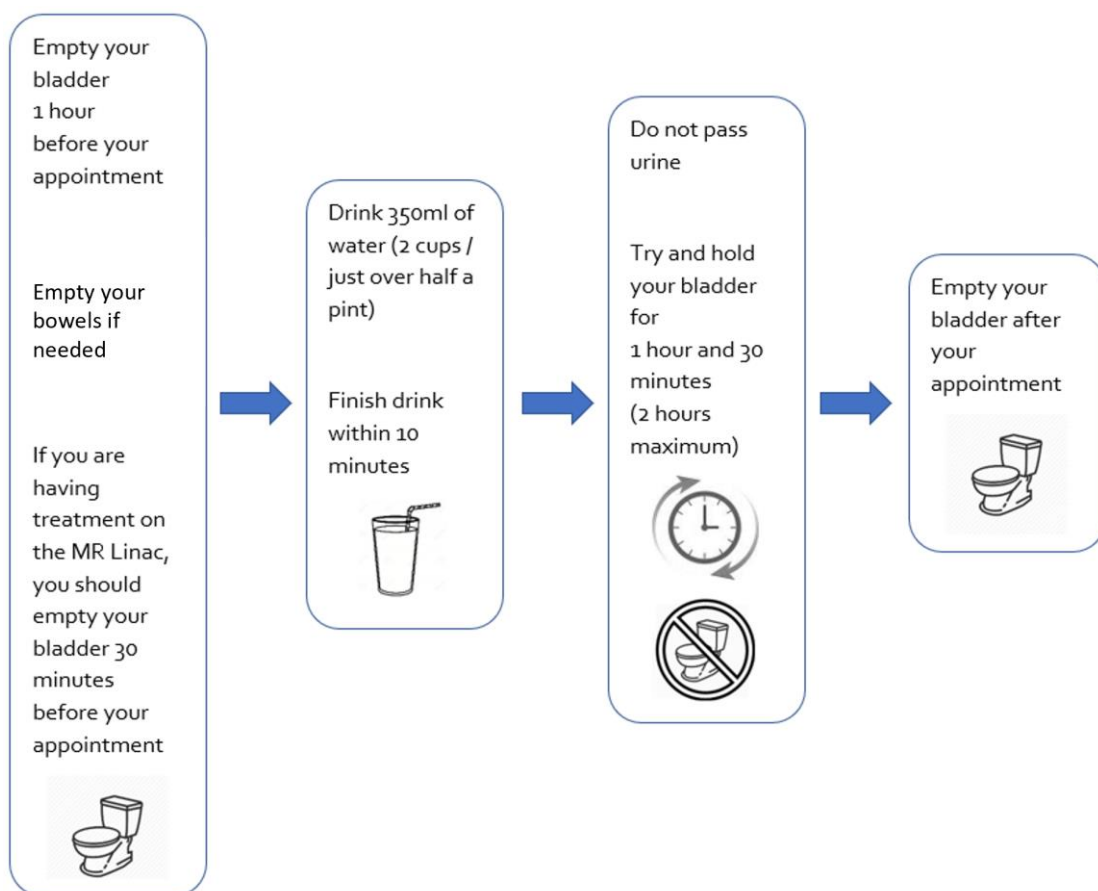 Empty your
bladder
1 hour
before your
appointment
Empty your
bowels if
needed
If you are
having
treatment on
the MR Linac,
you should
empty your
bladder 30
minutes
before your
appointment
Drink 350ml of
water (2 cups /
just over half a
pint)
Finish drink
within 10
minutes
Do not pass
urine
Try and hold
your bladder
for
1 hour and 30
minutes
(2 hours
maximum)
Empty your
bladder after
your
appointment